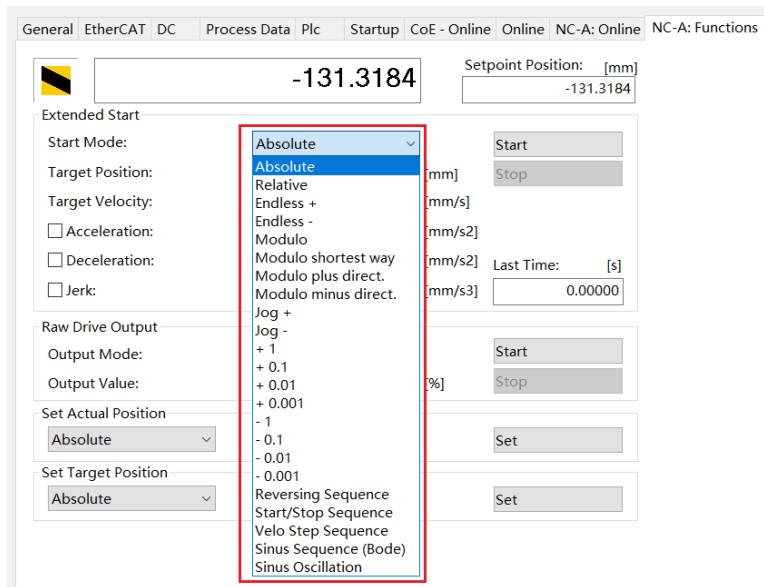 General EtherCAT DC Process Data Plc Startup CoE - Online Online NC-A: Online NC-A: Functions
-131.3184
Setpoint Position: [mm]
-131.3184
Extended Start
Start Mode:
Absolute
Start
Target Position:
[mm]
Stop
Target Velocity:
[mm/s]
Acceleration:
[mm/s2]
Deceleration:
[mm/s2]
Last Time: [s]
Jerk:
[mm/s3]
0.00000
Absolute
Relative
Endless +
Endless -
Modulo
Modulo shortest way
Modulo plus direct.
Modulo minus direct.
Jog +
Jog -
+ 1
+ 0.1
+ 0.01
+ 0.001
- 1
- 0.1
- 0.01
- 0.001
Reversing Sequence
Start/Stop Sequence
Velo Step Sequence
Sinus Sequence (Bode)
Sinus Oscillation
Raw Drive Output
Output Mode:
Start
Output Value:
[%]
Stop
Set Actual Position
Absolute
Set
Set Target Position
Absolute
Set